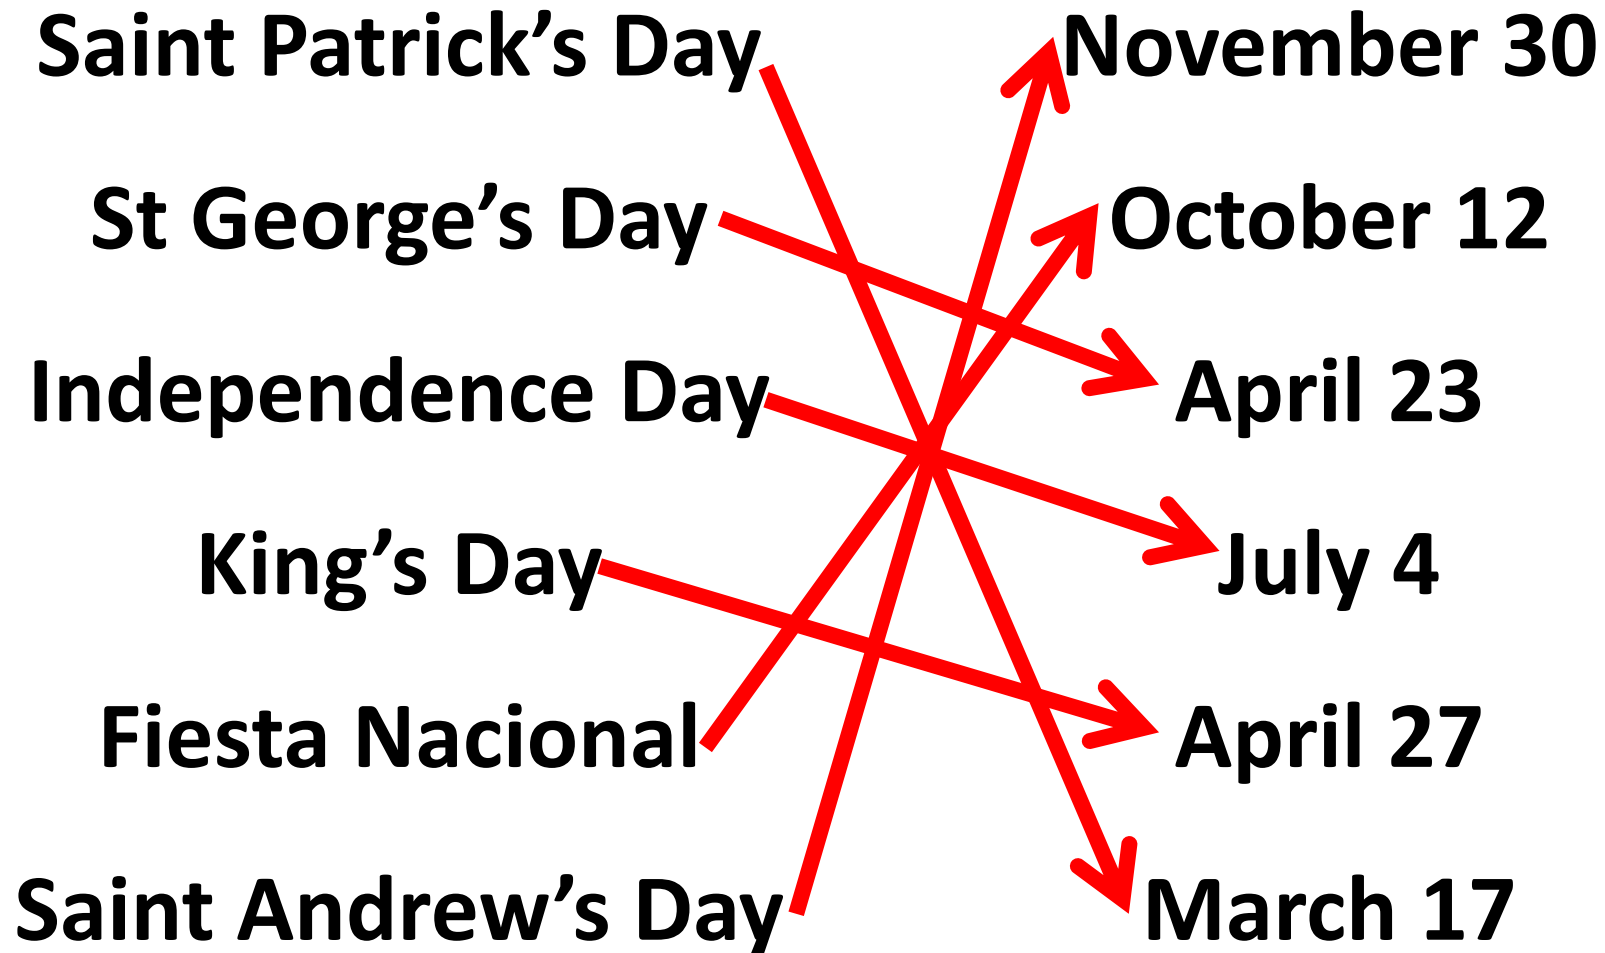 Saint Patrick’s Day November 30
St George’s Day October 12
Independence Day April 23
King’s Day July 4
Fiesta Nacional April 27
Saint Andrew’s Day March 17